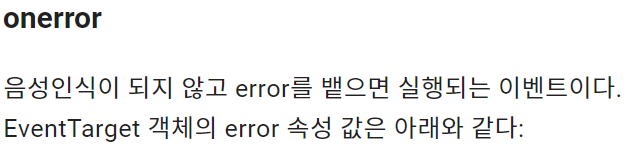 onerror
음성인식이 되지 않고 error를 뱉으면 실행되는 이벤트이다.
EventTarget 객체의 error 속성 값은 아래와 같다: